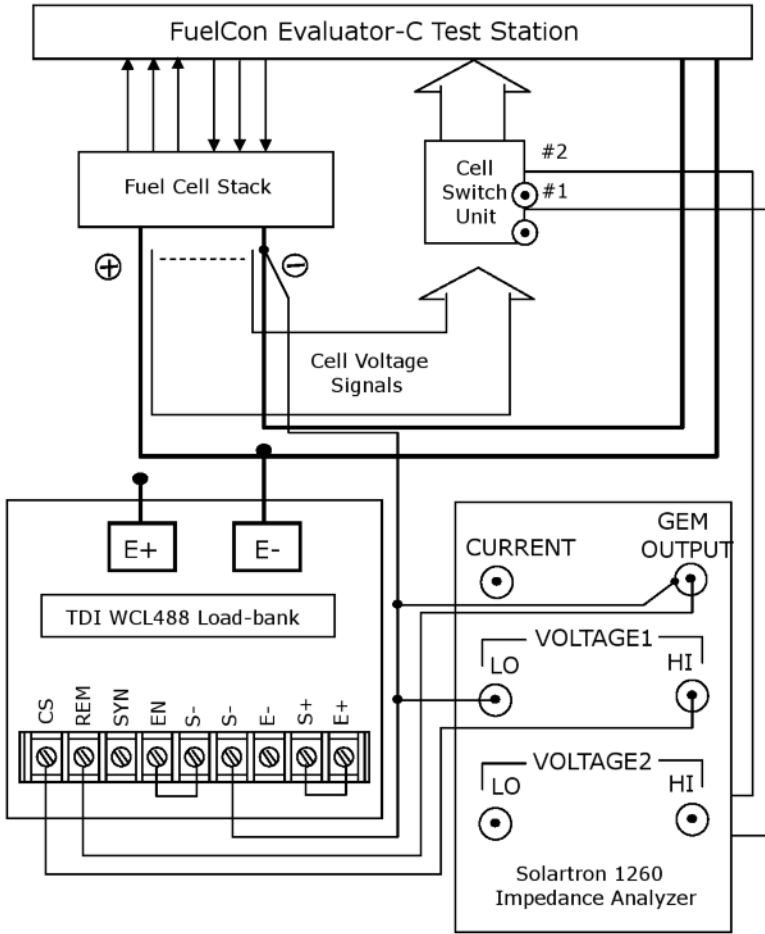 FuelCon Evaluator-C Test Station
Fuel Cell Stack
Cell
Switch
Unit
#2
#1
+
−
Cell Voltage
Signals
E+
E-
TDI WCL488 Load-bank
CS
REM
SYN
EN
S-
S-
E-
S+
E+
CURRENT
GEM
OUTPUT
VOLTAGE1
LO
HI
VOLTAGE2
LO
HI
Solartron 1260
Impedance Analyzer